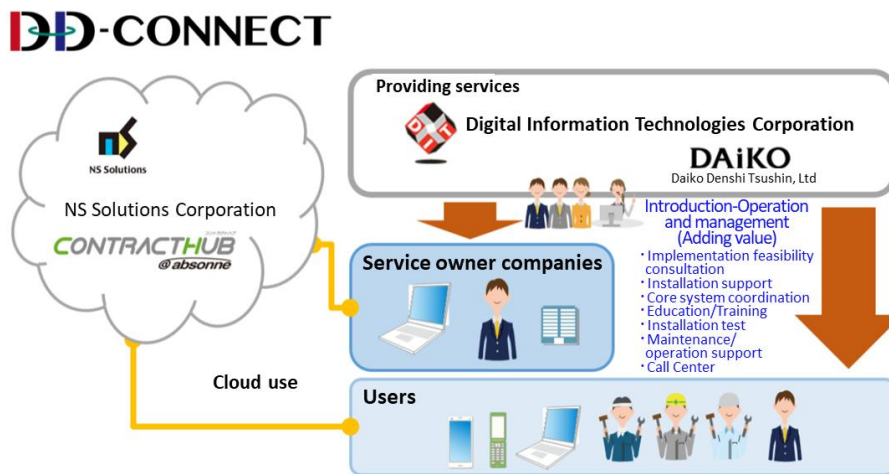 DD-CONNECT
NS Solutions
NS Solutions Corporation
CONTRACTHUB
@absonne
Cloud use
Providing services
DIT
Digital Information Technologies Corporation
DAiKO
Daiko Denshi Tsushin, Ltd
Introduction-Operation
and management
(Adding value)
・Implementation feasibility
consultation
・Installation support
・Core system coordination
・Education/Training
・Installation test
・Maintenance/
operation support
・Call Center
Service owner companies
Users